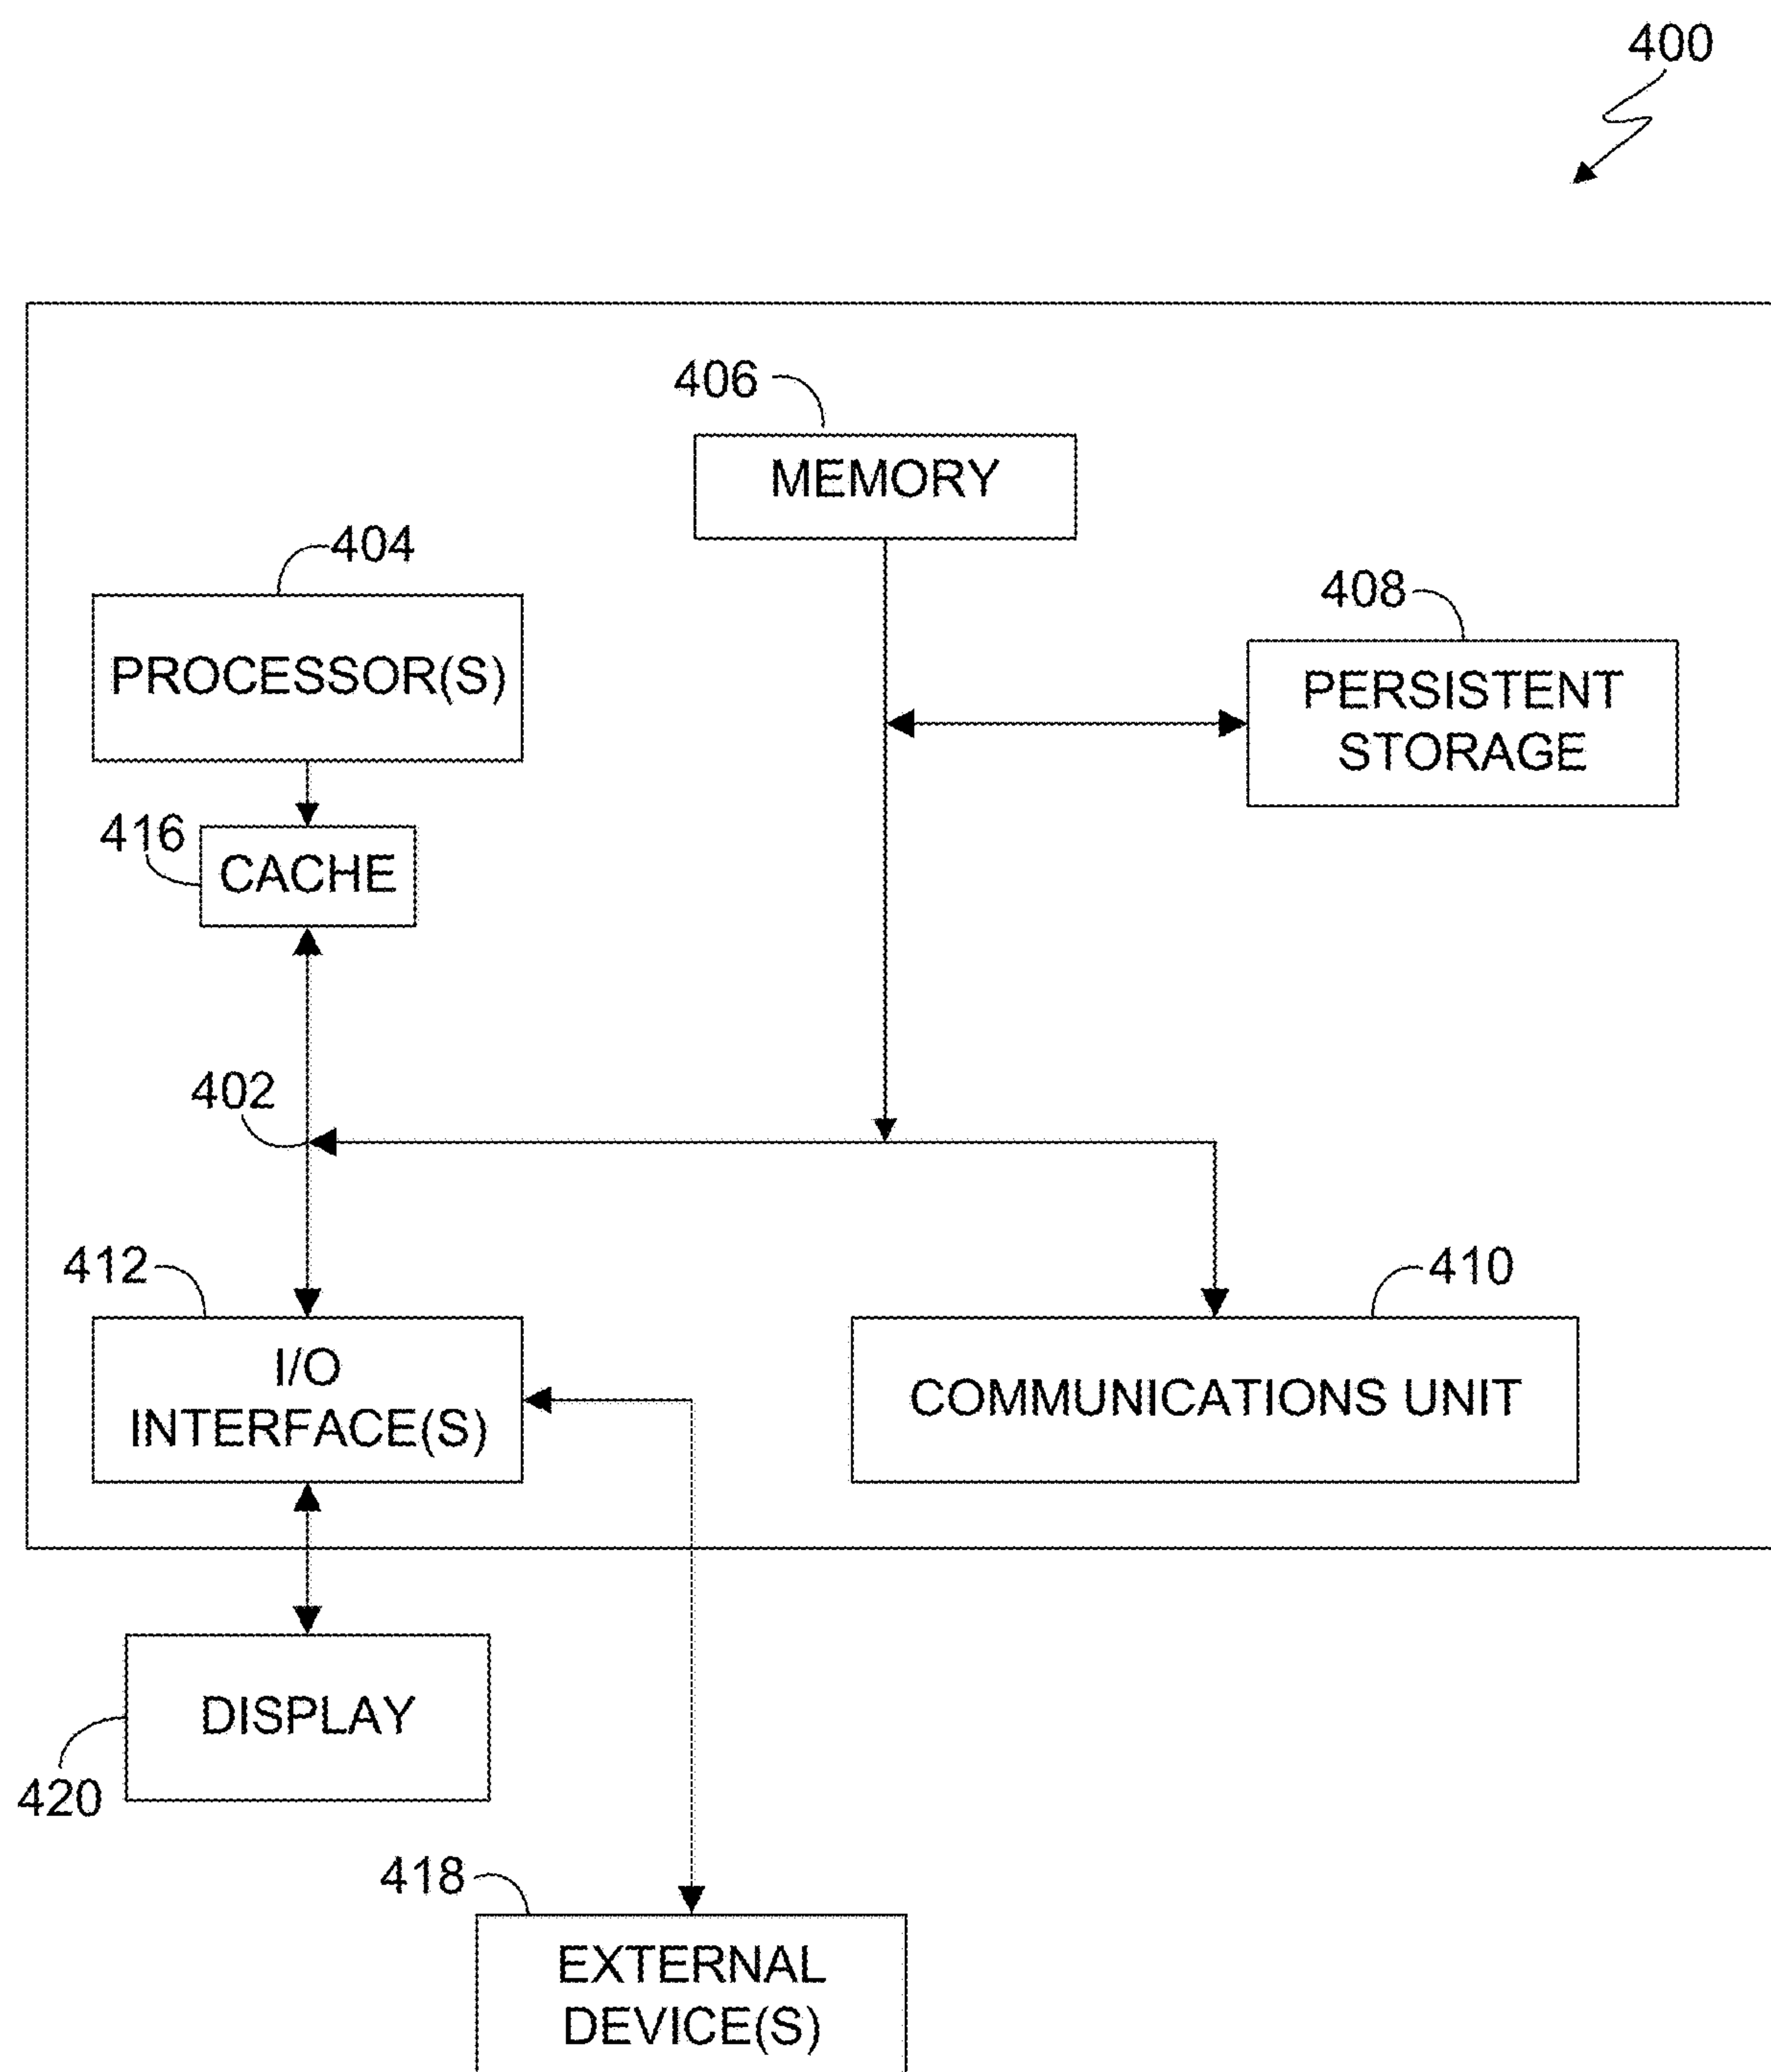 400
406
MEMORY
404
408
PROCESSOR(S)
PERSISTENT
STORAGE
416
CACHE
402
412
410
I/O
INTERFACE(S)
COMMUNICATIONS UNIT
DISPLAY
420
418
EXTERNAL
DEVICE(S)